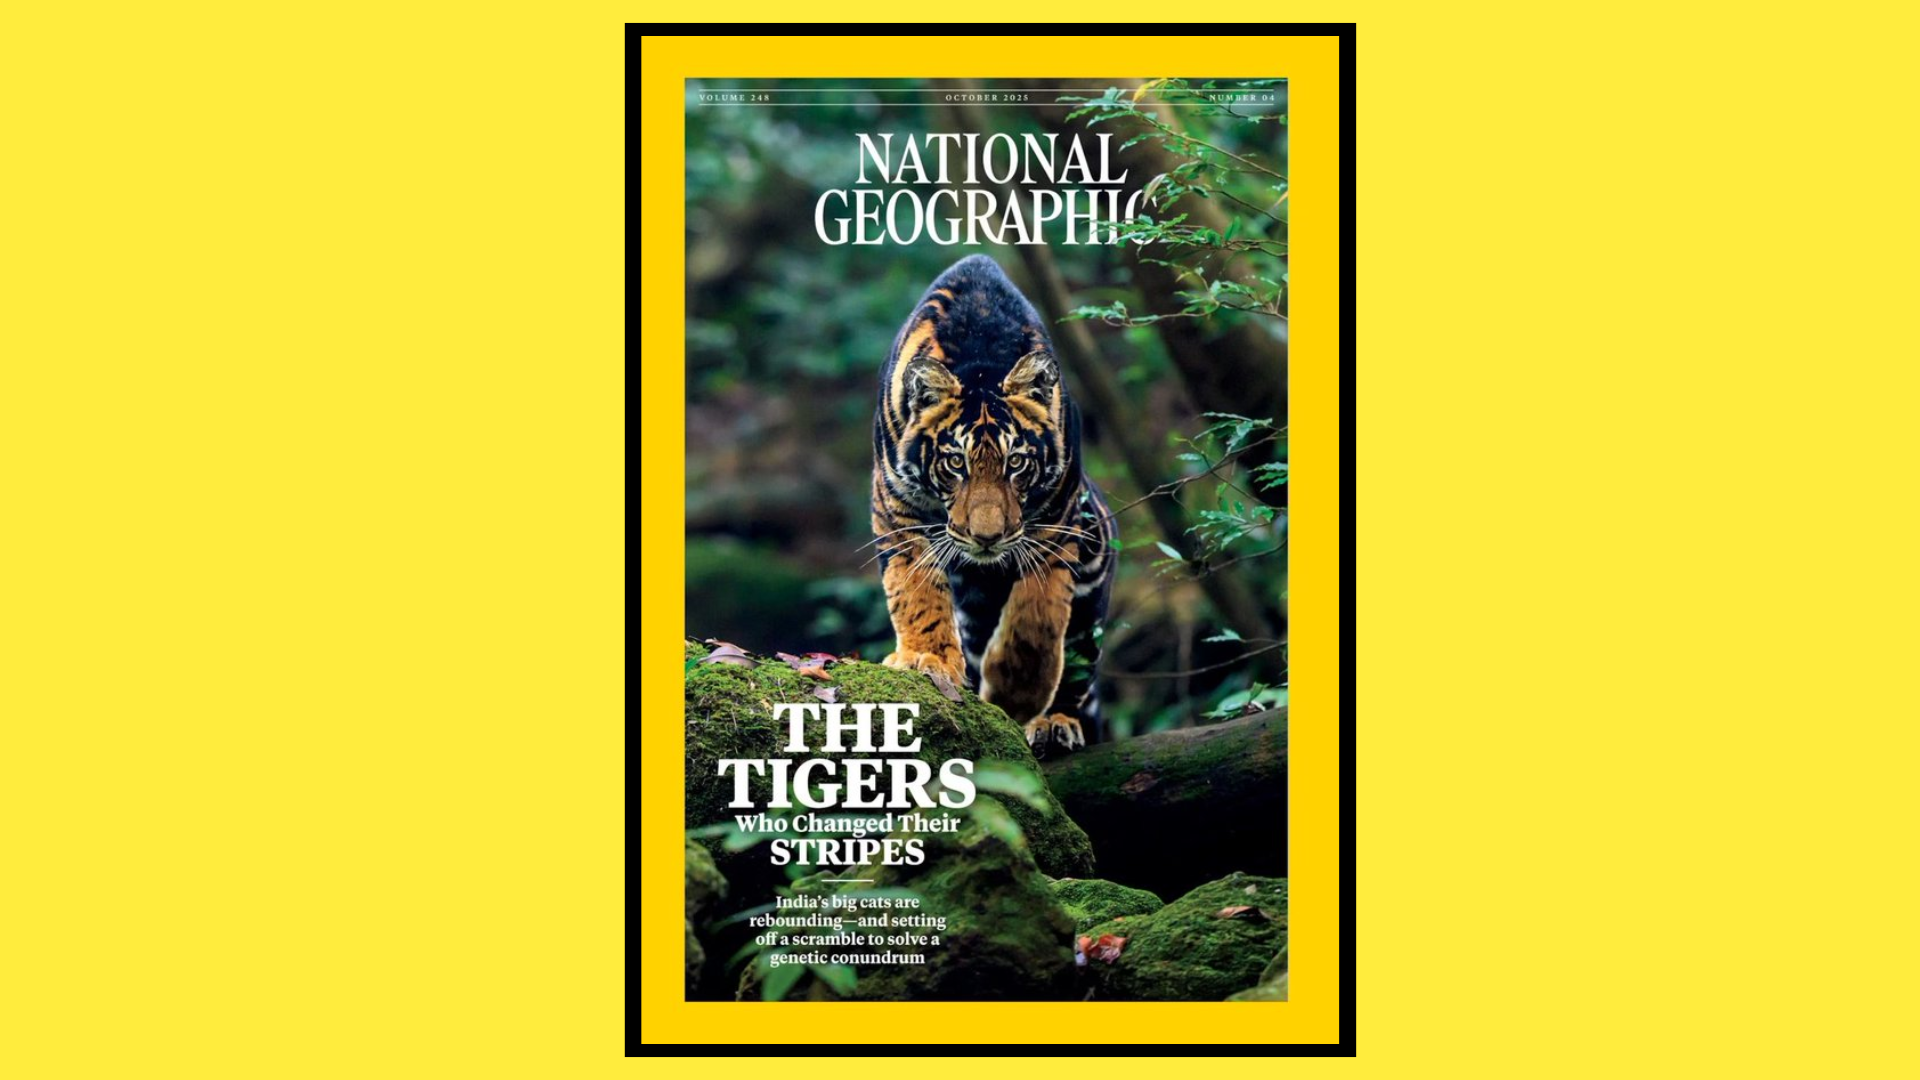 VOLUME 248 OCTOBER 2025 NUMBER 04
NATIONAL
GEOGRAPHIC
THE
TIGERS
Who Changed Their
STRIPES
India’s big cats are
rebounding—and setting
off a scramble to solve a
genetic conundrum